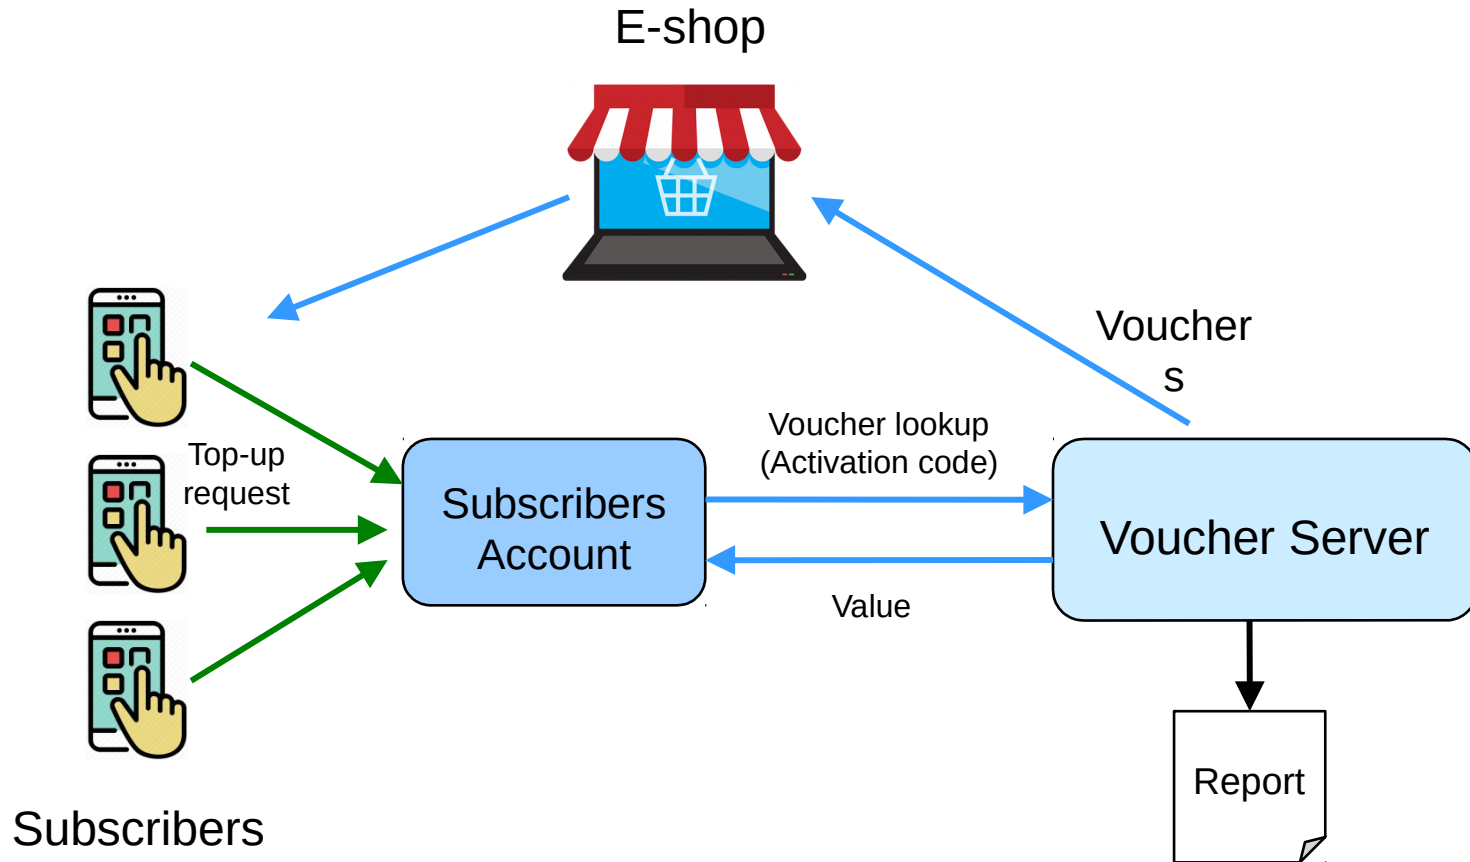 E-shop
Voucher
s
Voucher lookup
(Activation code)
Top-up
request
Subscribers
Account
Voucher Server
Value
Report
Subscribers